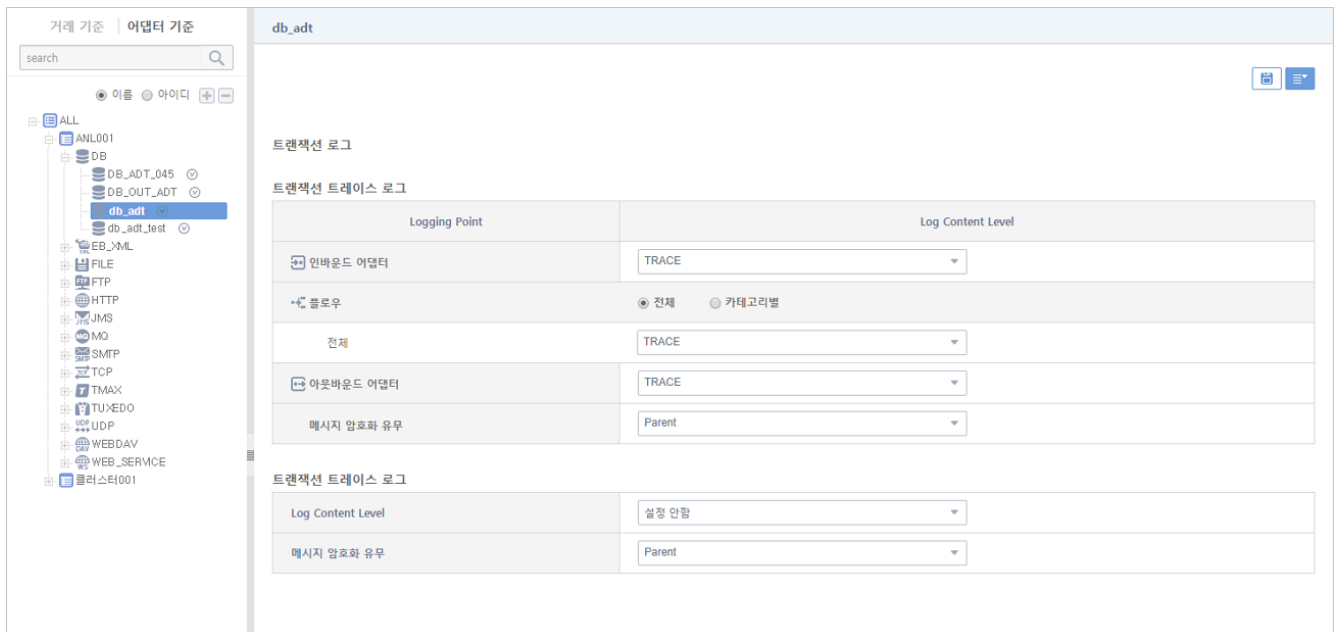 거래 기준 어댑터 기준
search
이름 아이디
ALL
ANL001
DB
DB_ADT_045
DB_OUT_ADT
db_adt
db_adt_test
EB_XML
FILE
FTP
HTTP
JMS
MQ
SMTP
TCP
TMAX
TUXEDO
UDP
WEBDAV
WEB_SERVICE
클러스터001
db_adt
트랜잭션 로그
트랜잭션 트레이스 로그
Logging Point Log Content Level
인바운드 어댑터 TRACE
플로우 전체 카테고리별
전체 TRACE
아웃바운드 어댑터 TRACE
메시지 암호화 유무 Parent
트랜잭션 트레이스 로그
Log Content Level 설정 안함
메시지 암호화 유무 Parent